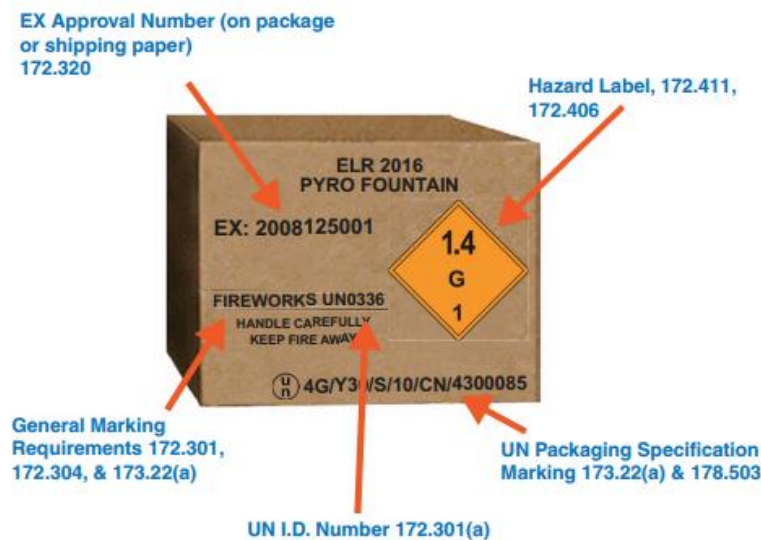 EX Approval Number (on package
or shipping paper)
172.320
Hazard Label, 172.411,
172.406
ELR 2016
PYRO FOUNTAIN
EX: 2008125001
1.4
G
1
FIREWORKS UN0336
HANDLE CAREFULLY
KEEP FIRE AWAY
un 4G/Y30/S/10/CN/4300085
General Marking
Requirements 172.301,
172.304, & 173.22(a)
UN Packaging Specification
Marking 173.22(a) & 178.503
UN I.D. Number 172.301(a)